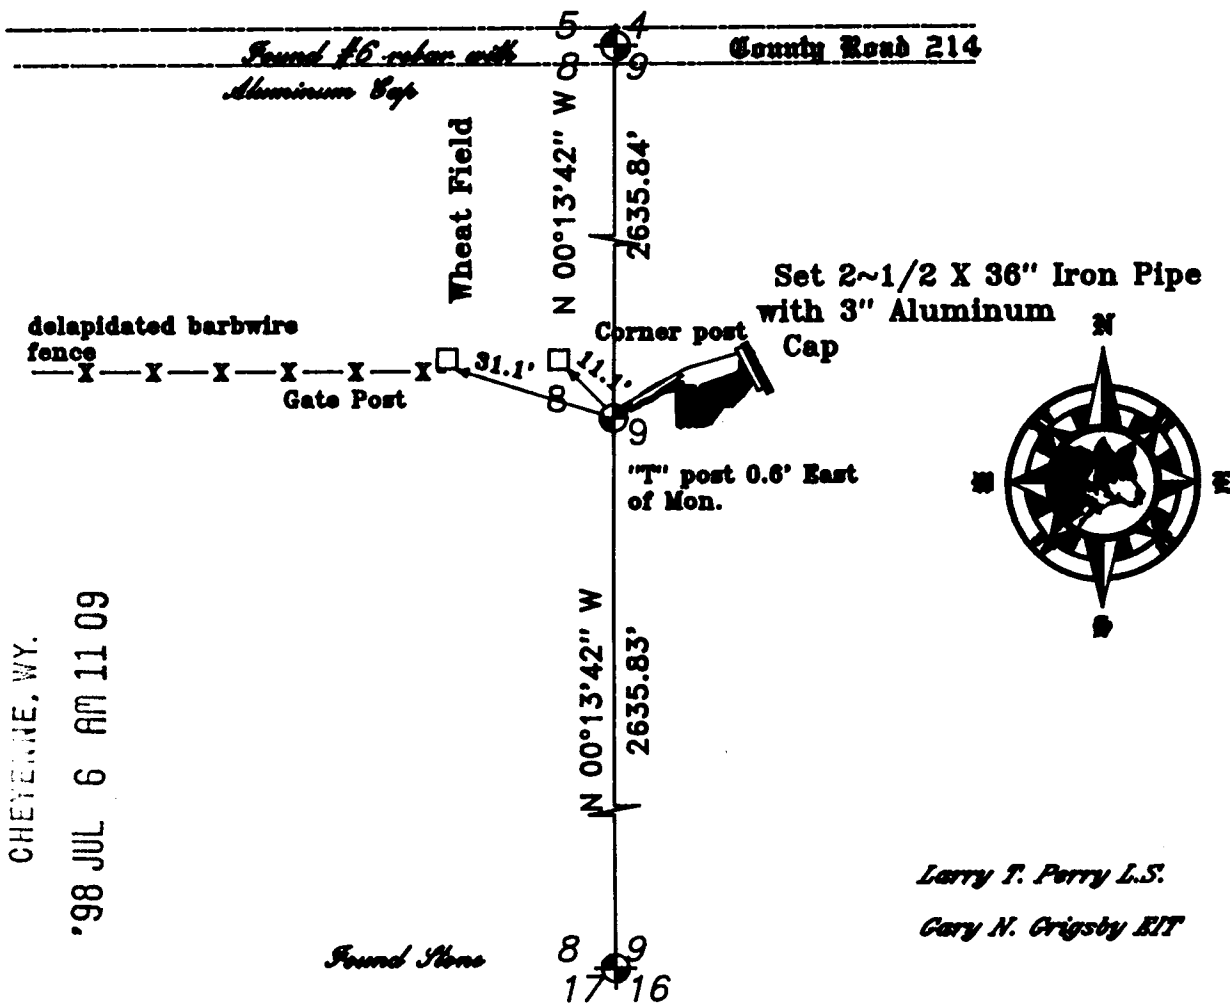 5 4
Found #6 rebar with
County Road 214
8 9
Aluminum Cap
Wheat Field
N 00°13'42" W
2635.84'
Set 2~1/2 X 36" Iron Pipe
with 3" Aluminum
Cap
delapidated barbwire
fence
Corner post
N
X X X X X X
31.1'
11.1'
Gate Post
8
9
"T" post 0.6' East
of Mon.
E
S
N 00°13'42" W
2635.83'
CHEYENNE, WY.
'98 JUL 6 AM 11 09
Larry T. Perry L.S.
Gary N. Grigsby EIT
Found Stone
8 9
17 16